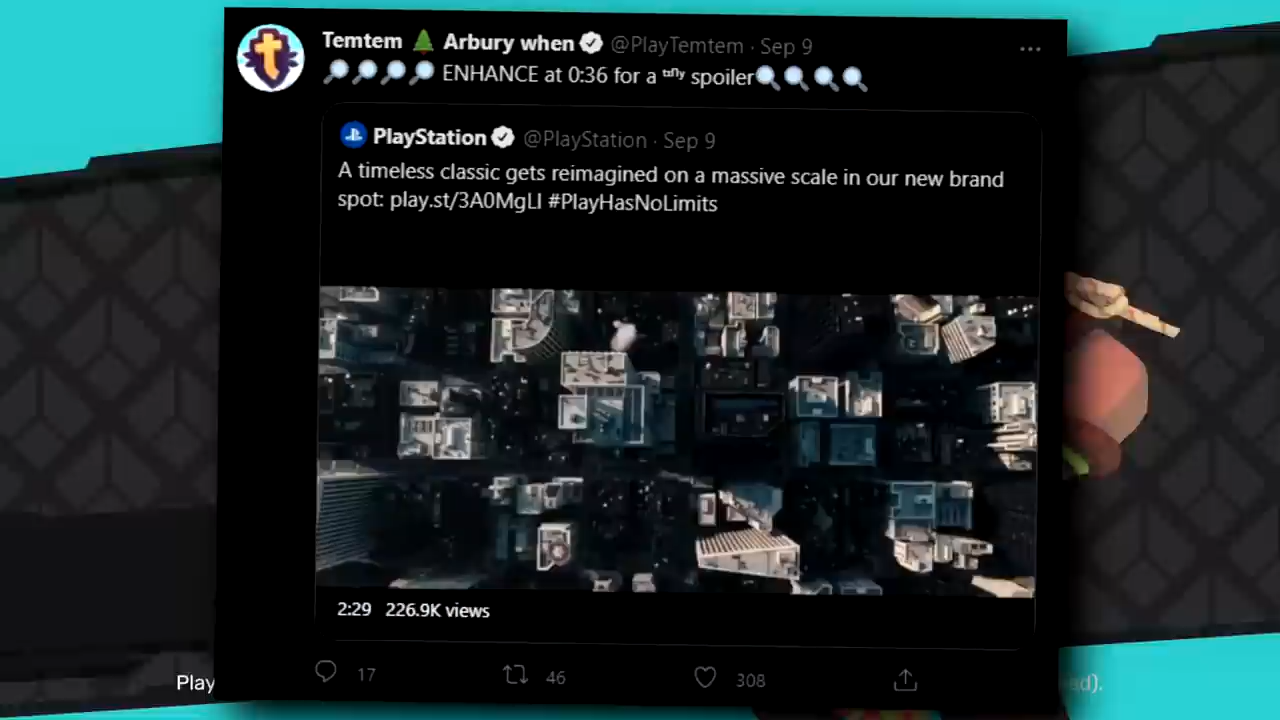 Temtem 🌲 Arbury when @PlayTemtem · Sep 9
🔎🔎🔎🔎 ENHANCE at 0:36 for a ᵗᶦⁿʸ spoiler🔍🔍🔍🔍
PlayStation @PlayStation · Sep 9
A timeless classic gets reimagined on a massive scale in our new brand
spot: play.st/3A0MgLI #PlayHasNoLimits
2:29 226.9K views
17 46 308
Play